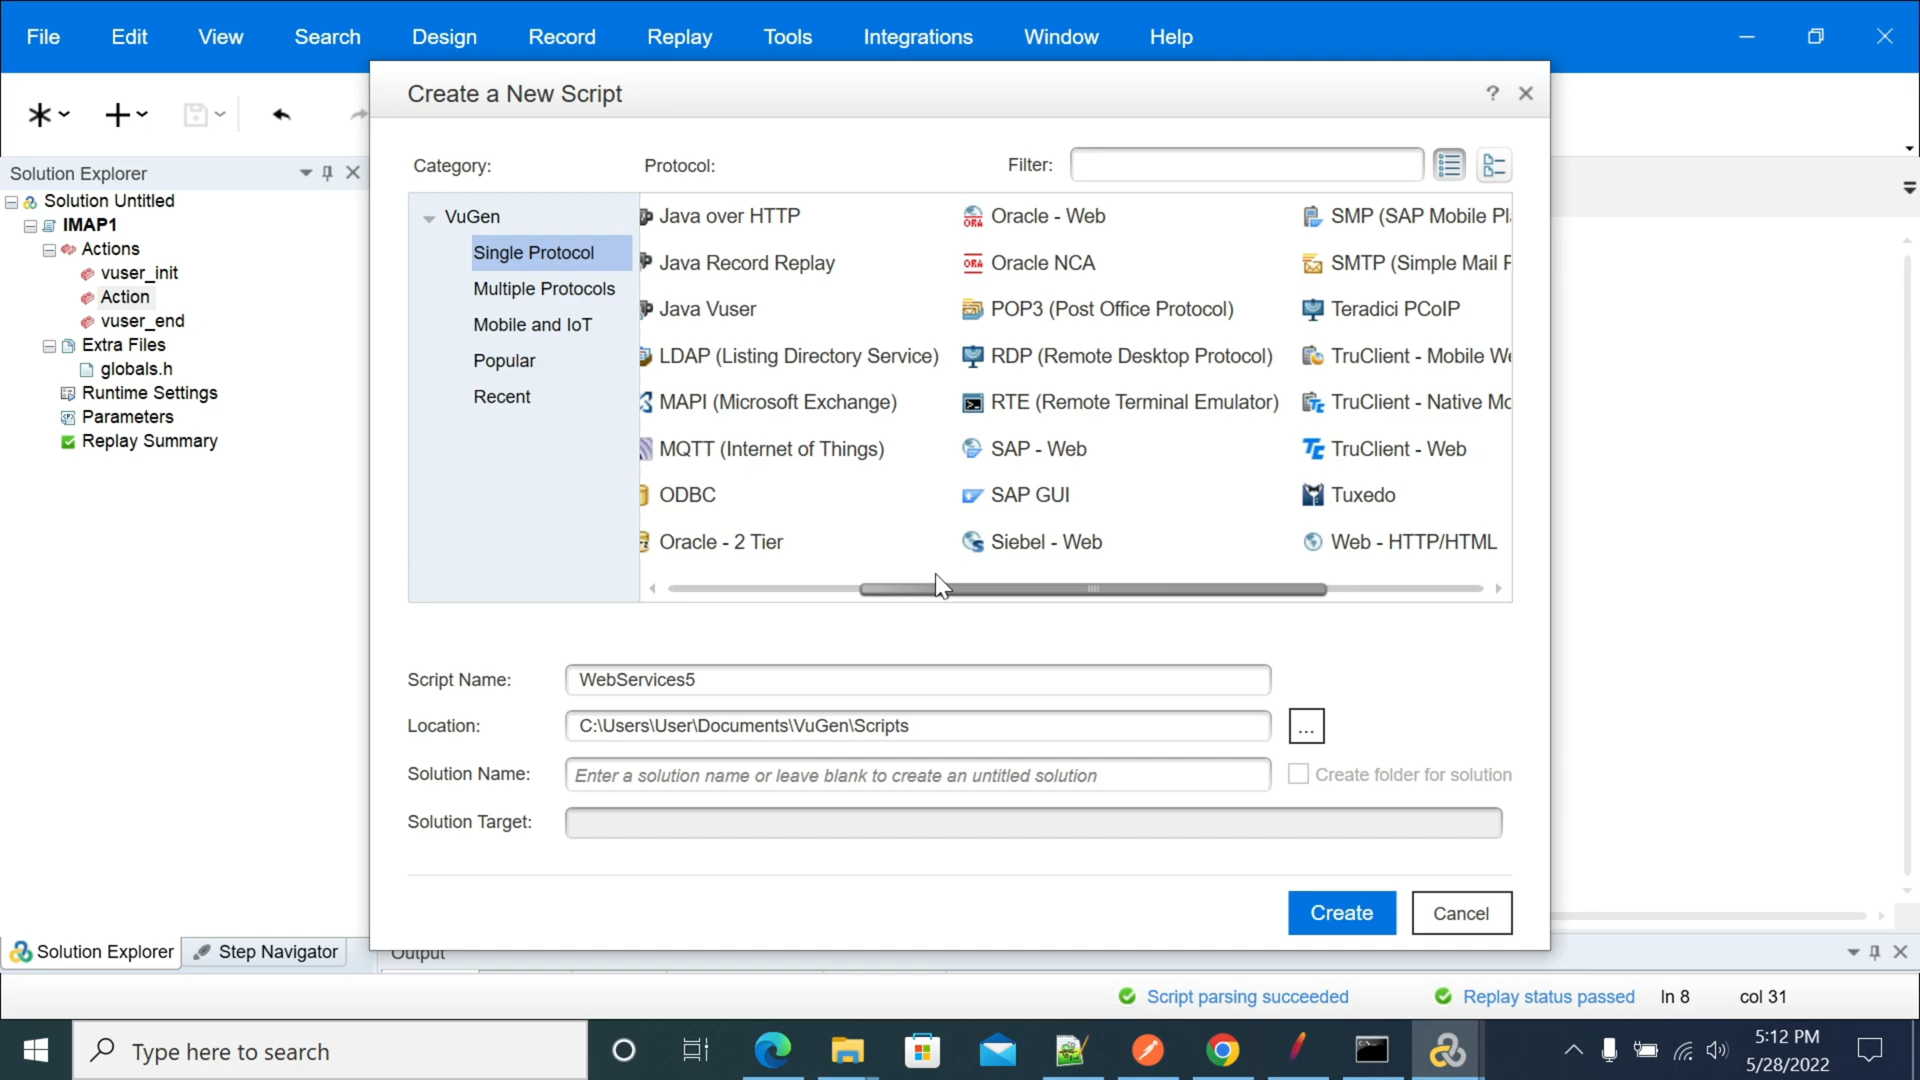 File Edit View Search Design Record Replay Tools Integrations Window Help
Create a New Script
Solution Explorer
Solution Untitled
IMAP1
Actions
vuser_init
Action
vuser_end
Extra Files
globals.h
Runtime Settings
Parameters
Replay Summary
Category: Protocol: Filter:
VuGen
Single Protocol
Multiple Protocols
Mobile and IoT
Popular
Recent
Java over HTTP
Java Record Replay
Java Vuser
LDAP (Listing Directory Service)
MAPI (Microsoft Exchange)
MQTT (Internet of Things)
ODBC
Oracle - 2 Tier
Oracle - Web
Oracle NCA
POP3 (Post Office Protocol)
RDP (Remote Desktop Protocol)
RTE (Remote Terminal Emulator)
SAP - Web
SAP GUI
Siebel - Web
SMP (SAP Mobile Pl
SMTP (Simple Mail
Teradici PCoIP
TruClient - Mobile
TruClient - Native
TruClient - Web
Tuxedo
Web - HTTP/HTML
Script Name: WebServices5
Location: C:\Users\User\Documents\VuGen\Scripts ...
Solution Name: Enter a solution name or leave blank to create an untitled solution Create folder for solution
Solution Target:
Create Cancel
Solution Explorer Step Navigator Output
Script parsing succeeded Replay status passed ln 8 col 31
Type here to search
5:12 PM
5/28/2022